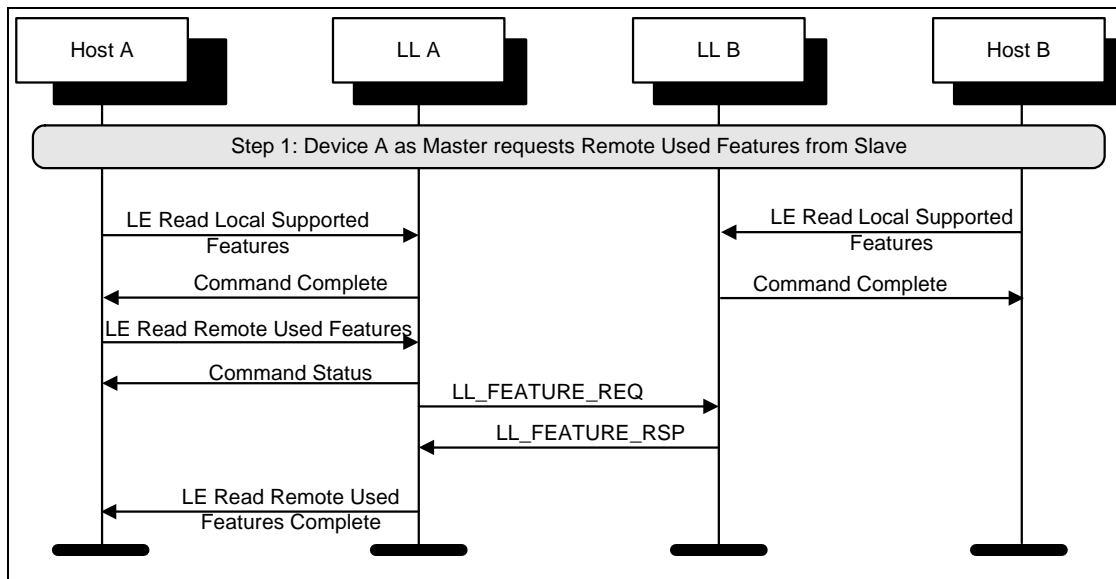 Host A
LL A
LL B
Host B
Step 1: Device A as Master requests Remote Used Features from Slave
LE Read Local Supported
Features
LE Read Local Supported
Features
Command Complete
Command Complete
LE Read Remote Used Features
Command Status
LL_FEATURE_REQ
LL_FEATURE_RSP
LE Read Remote Used
Features Complete